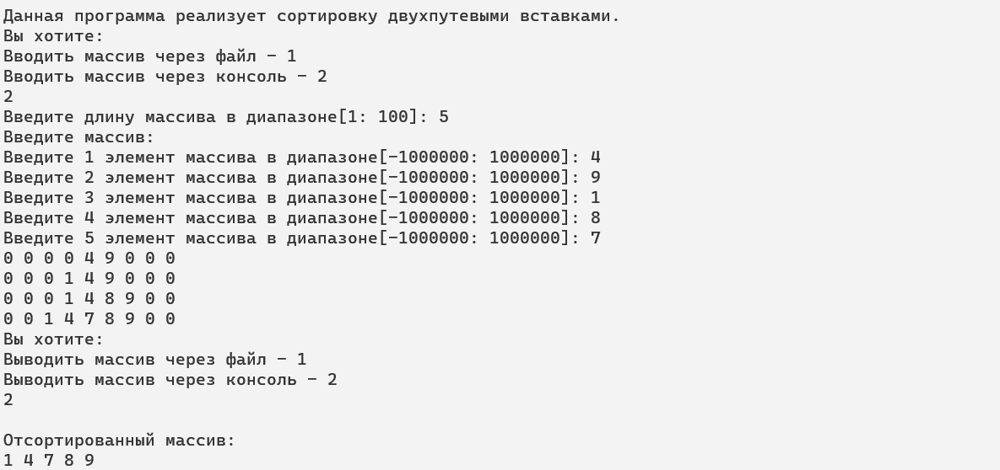 Данная программа реализует сортировку двухпутевыми вставками.
Вы хотите:
Вводить массив через файл - 1
Вводить массив через консоль - 2
2
Введите длину массива в диапазоне[1: 100]: 5
Введите массив:
Введите 1 элемент массива в диапазоне[-1000000: 1000000]: 4
Введите 2 элемент массива в диапазоне[-1000000: 1000000]: 9
Введите 3 элемент массива в диапазоне[-1000000: 1000000]: 1
Введите 4 элемент массива в диапазоне[-1000000: 1000000]: 8
Введите 5 элемент массива в диапазоне[-1000000: 1000000]: 7
0 0 0 0 4 9 0 0 0
0 0 0 1 4 9 0 0 0
0 0 0 1 4 8 9 0 0
0 0 1 4 7 8 9 0 0
Вы хотите:
Выводить массив через файл - 1
Выводить массив через консоль - 2
2
Отсортированный массив:
1 4 7 8 9